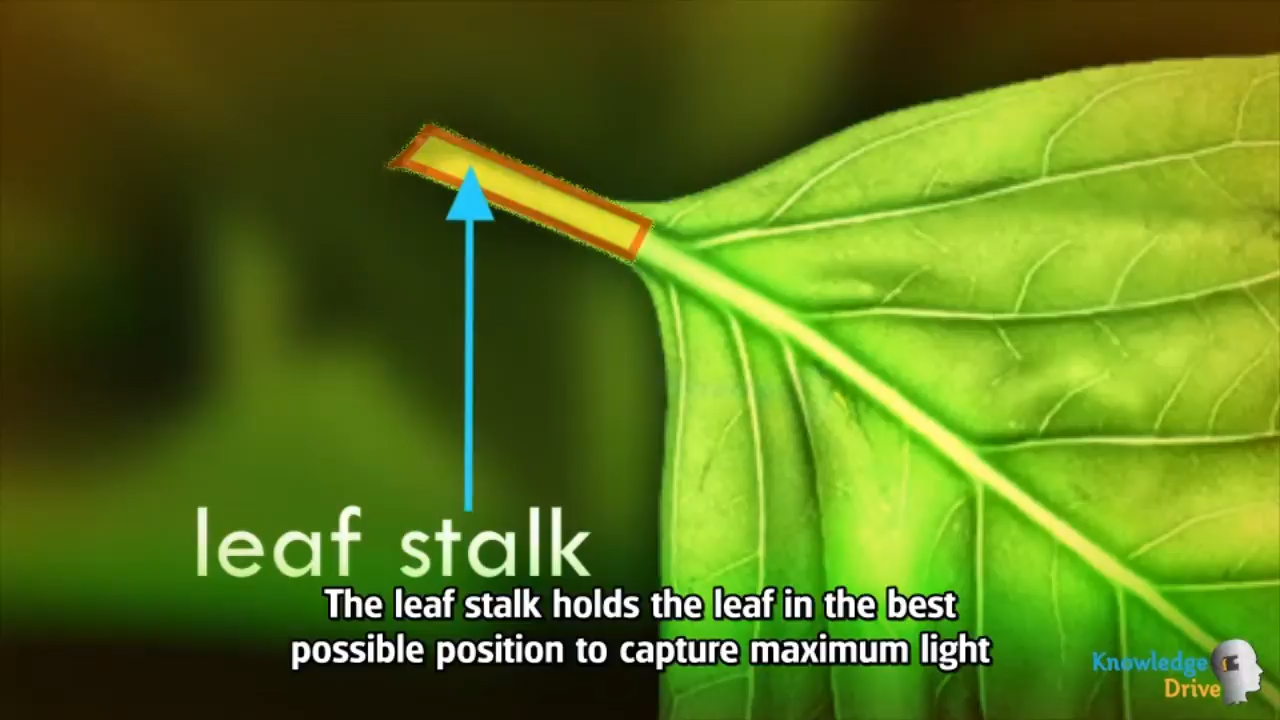 leaf stalk
The leaf stalk holds the leaf in the best
possible position to capture maximum light
Knowledge
Drive